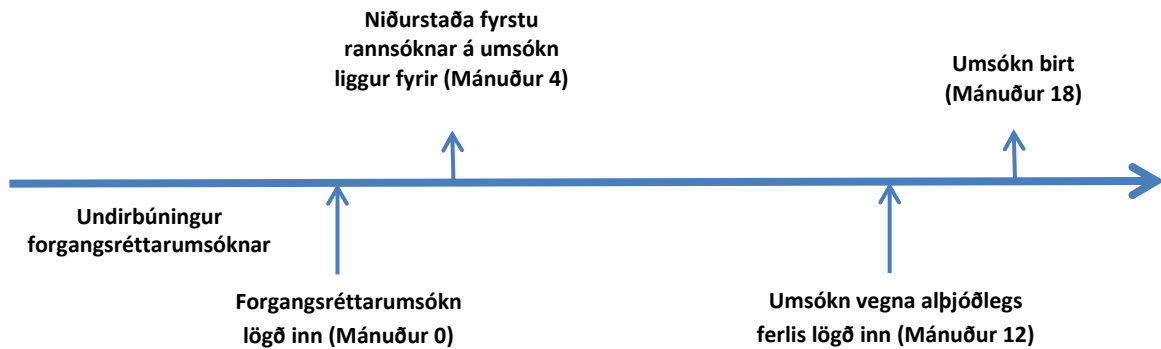 Niðurstaða fyrstu
rannsóknar á umsókn
liggur fyrir (Mánuður 4)
Umsókn birt
(Mánuður 18)
Undirbúningur
forgangsréttarumsóknar
Forgangsréttarumsókn
lögð inn (Mánuður 0)
Umsókn vegna alþjóðlegs
ferlis lögð inn (Mánuður 12)